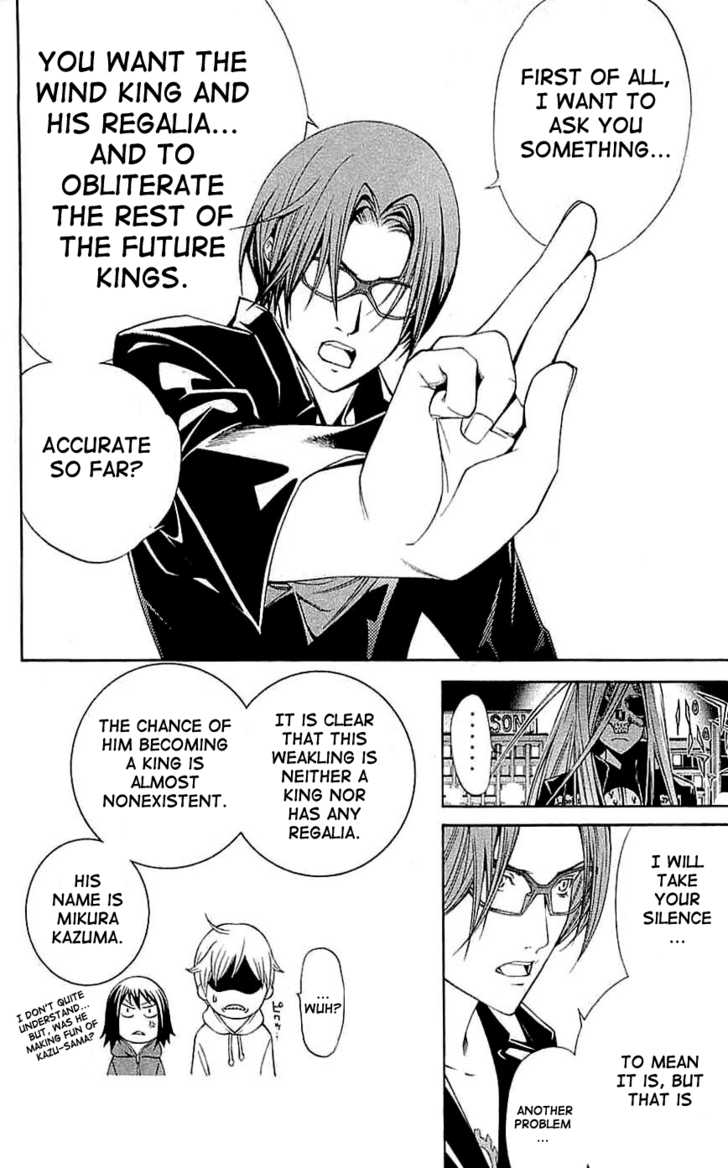 FIRST OF ALL,
I WANT TO
ASK YOU
SOMETHING...
YOU WANT THE
WIND KING AND
HIS REGALIA...
AND TO
OBLITERATE
THE REST OF
THE FUTURE
KINGS.
ACCURATE
SO FAR?
SON
I WILL
TAKE
YOUR
SILENCE
...
TO MEAN
IT IS, BUT
THAT IS
ANOTHER
PROBLEM
...
IT IS CLEAR
THAT THIS
WEAKLING IS
NEITHER A
KING NOR
HAS ANY
REGALIA.
THE CHANCE OF
HIM BECOMING
A KING IS
ALMOST
NONEXISTENT.
HIS
NAME IS
MIKURA
KAZUMA.
...
WUH?
I DON'T QUITE
UNDERSTAND...
BUT, WAS HE
MAKING FUN OF
KAZU-SAMA?